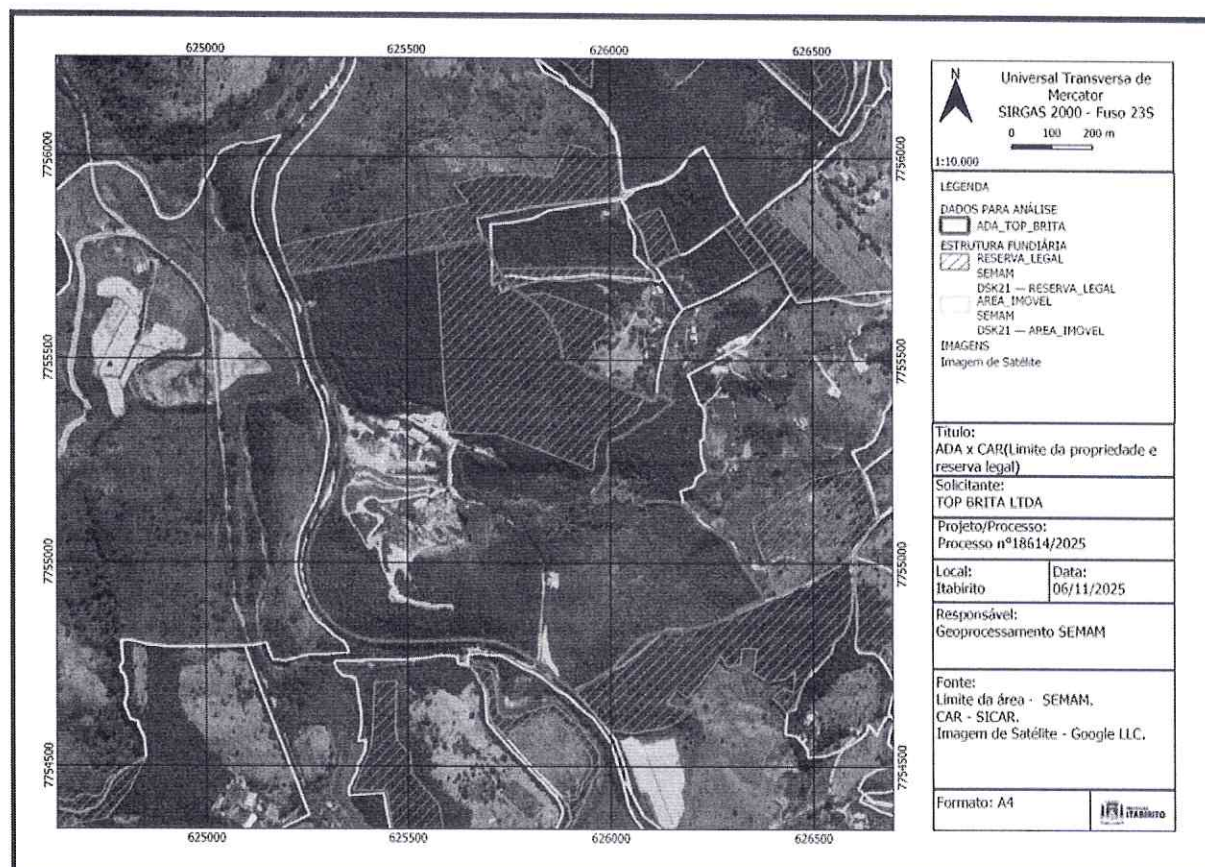 625000
625500
626000
626500
7756000
7756000
7755500
7755500
7755000
7755000
7754500
7754500
625000
625500
626000
626500
N
Universal Transversa de
Mercator
SIRGAS 2000 - Fuso 23S
0 100 200 m
1:10.000
LEGENDA
DADOS PARA ANÁLISE
ADA_TOP_BRITA
ESTRUTURA FUNDIÁRIA
RESERVA_LEGAL
SEMAM
DSK21 — RESERVA_LEGAL
AREA_IMOVEL
SEMAM
DSK21 — AREA_IMOVEL
IMAGENS
Imagem de Satélite
Título:
ADA x CAR(Limite da propriedade e
reserva legal)
Solicitante:
TOP BRITA LTDA
Projeto/Processo:
Processo nº18614/2025
Local:
Itabirito
Data:
06/11/2025
Responsável:
Geoprocessamento SEMAM
Fonte:
Limite da área - SEMAM.
CAR - SICAR.
Imagem de Satélite - Google LLC.
Formato: A4
ITABIRITO